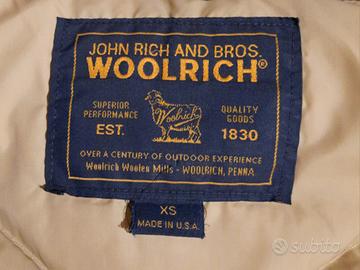 JOHN RICH AND BROS.
WOOLRICH®
SUPERIOR
PERFORMANCE
EST.
Woolrich
QUALITY
GOODS
1830
OVER A CENTURY OF OUTDOOR EXPERIENCE
Woolrich Woolen Mills - WOOLRICH, PENNA
XS
MADE IN U.S.A.
subito